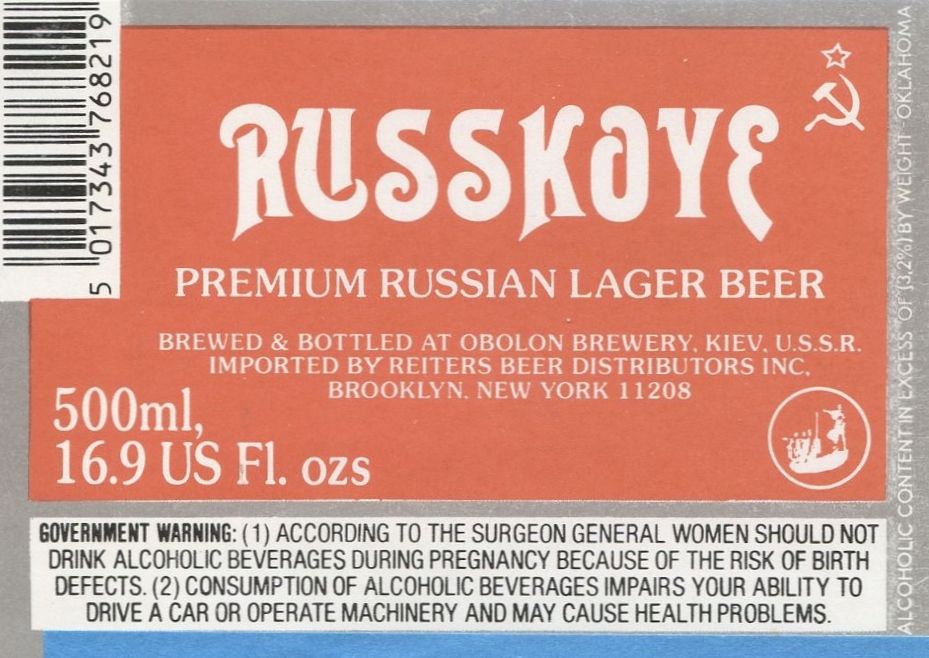 5 017343 768219
RUSSKOYE
PREMIUM RUSSIAN LAGER BEER
BREWED & BOTTLED AT OBOLON BREWERY, KIEV, U.S.S.R.
IMPORTED BY REITERS BEER DISTRIBUTORS INC,
BROOKLYN, NEW YORK 11208
500ml,
16.9 US Fl. ozs
GOVERNMENT WARNING: (1) ACCORDING TO THE SURGEON GENERAL WOMEN SHOULD NOT
DRINK ALCOHOLIC BEVERAGES DURING PREGNANCY BECAUSE OF THE RISK OF BIRTH
DEFECTS. (2) CONSUMPTION OF ALCOHOLIC BEVERAGES IMPAIRS YOUR ABILITY TO
DRIVE A CAR OR OPERATE MACHINERY AND MAY CAUSE HEALTH PROBLEMS.
ALCOHOLIC CONTENT IN EXCESS OF (3.2%) BY WEIGHT - OKLAHOMA